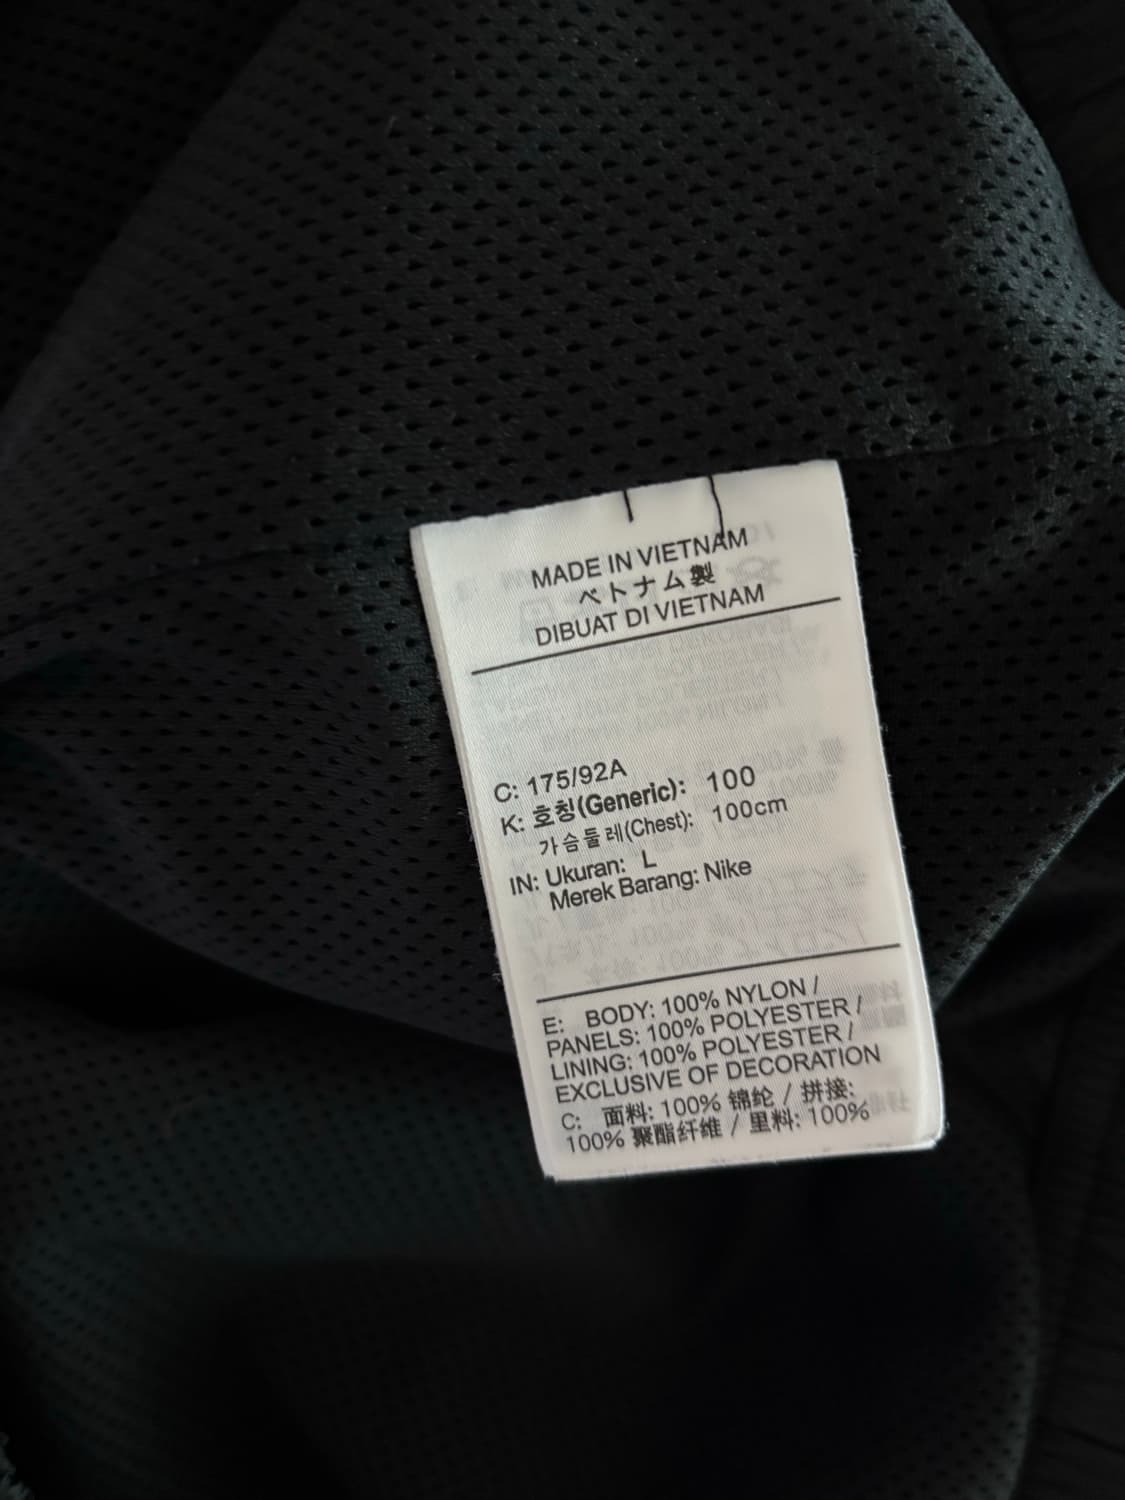 MADE IN VIETNAM
ベトナム製
DIBUAT DI VIETNAM
C: 175/92A
K: 호칭(Generic): 100
가슴둘레(Chest): 100cm
IN: Ukuran: L
Merek Barang: Nike
E: BODY: 100% NYLON /
PANELS: 100% POLYESTER /
LINING: 100% POLYESTER /
EXCLUSIVE OF DECORATION
C: 面料: 100% 锦纶 / 拼接:
100% 聚酯纤维 / 里料: 100%